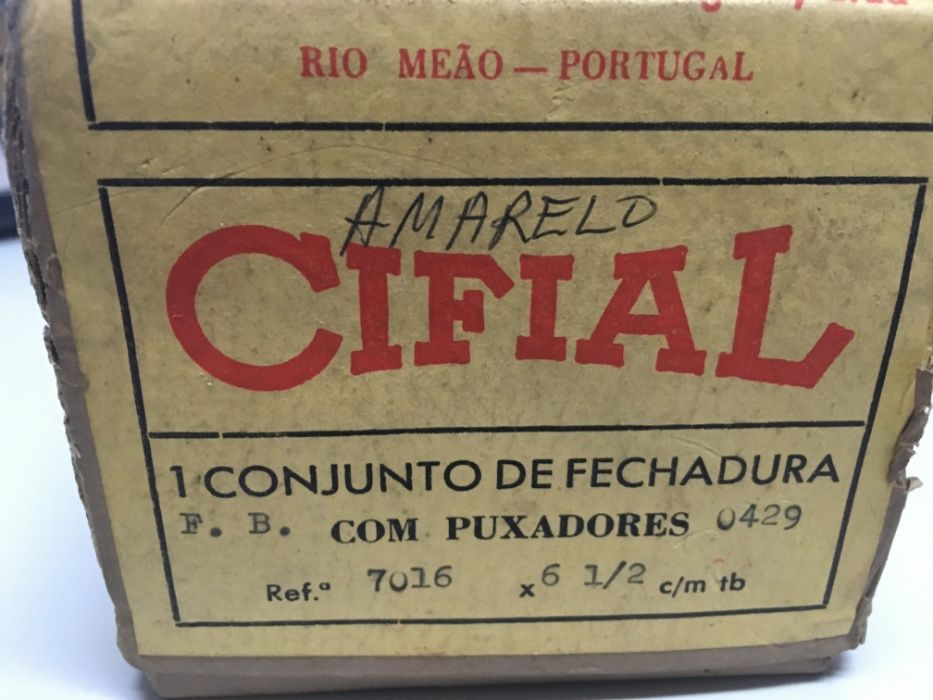 RIO MEÃO — PORTUGAL
AMARELO
CIFIAL
1 CONJUNTO DE FECHADURA
F. B. COM PUXADORES 0429
Ref.ª 7016 x 6 1/2 c/m tb